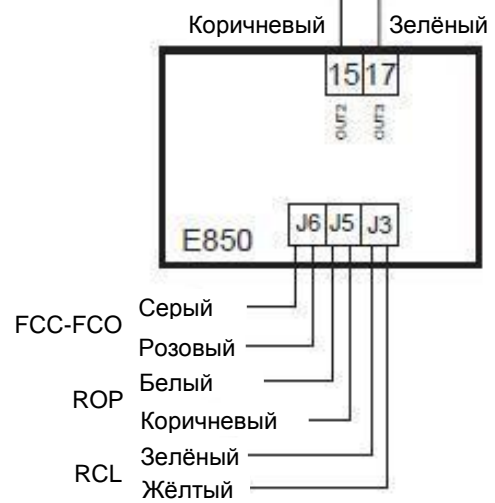 Коричневый Зелёный
15 17
OUT2 OUT3
J6 J5 J3
E850
Серый
FCC-FCO
Розовый
Белый
ROP
Коричневый
Зелёный
RCL
Жёлтый